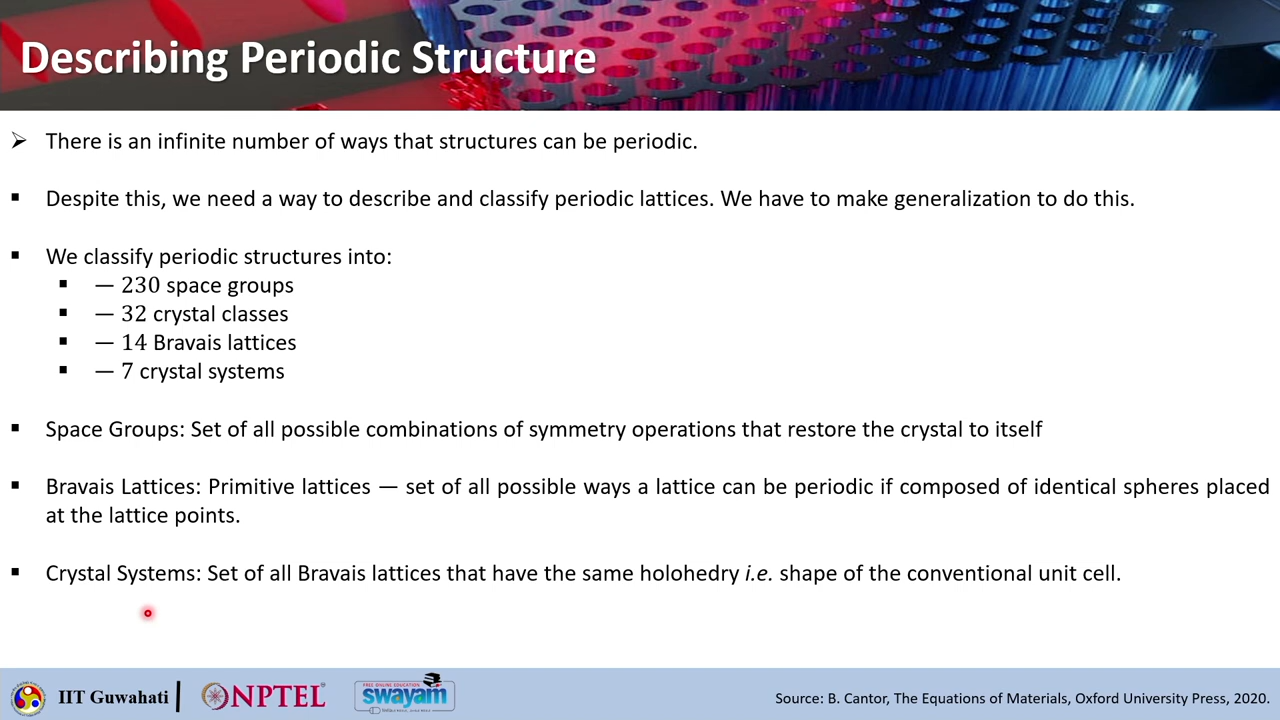 Describing Periodic Structure
➢ There is an infinite number of ways that structures can be periodic.
▪ Despite this, we need a way to describe and classify periodic lattices. We have to make generalization to do this.
▪ We classify periodic structures into:
▪ — 230 space groups
▪ — 32 crystal classes
▪ — 14 Bravais lattices
▪ — 7 crystal systems
▪ Space Groups: Set of all possible combinations of symmetry operations that restore the crystal to itself
▪ Bravais Lattices: Primitive lattices — set of all possible ways a lattice can be periodic if composed of identical spheres placed
at the lattice points.
▪ Crystal Systems: Set of all Bravais lattices that have the same holohedry i.e. shape of the conventional unit cell.
IIT Guwahati
NPTEL
FREE ONLINE EDUCATION
swayam
Source: B. Cantor, The Equations of Materials, Oxford University Press, 2020.